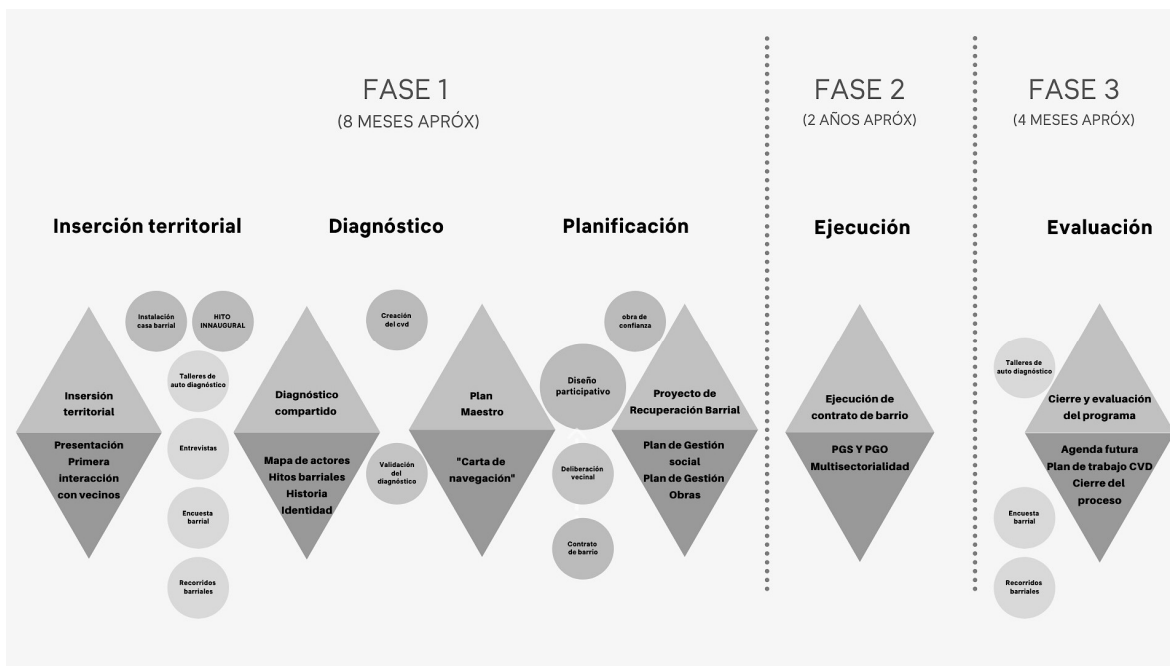 FASE 1
(8 MESES APRÓX)
FASE 2
(2 AÑOS APRÓX)
FASE 3
(4 MESES APRÓX)
Inserción territorial
Diagnóstico
Planificación
Ejecución
Evaluación
Insersión
territorial
Presentación
Primera
interacción
con vecinos
Instalación
casa barrial
HITO
INNAUGURAL
Talleres de
auto diagnóstico
Entrevistas
Encuesta
barrial
Recorridos
barriales
Diagnóstico
compartido
Mapa de actores
Hitos barriales
Historia
Identidad
Creación
del cvd
Validación
del
diagnóstico
Plan
Maestro
"Carta de
navegación"
obra de
confianza
Diseño
participativo
Deliberación
vecinal
Contrato
de barrio
Proyecto de
Recuperación Barrial
Plan de Gestión
social
Plan de Gestión
Obras
Ejecución de
contrato de barrio
PGS Y PGO
Multisectorialidad
Talleres de
auto diagnóstico
Encuesta
barrial
Recorridos
barriales
Cierre y evaluación
del programa
Agenda futura
Plan de trabajo CVD
Cierre del
proceso